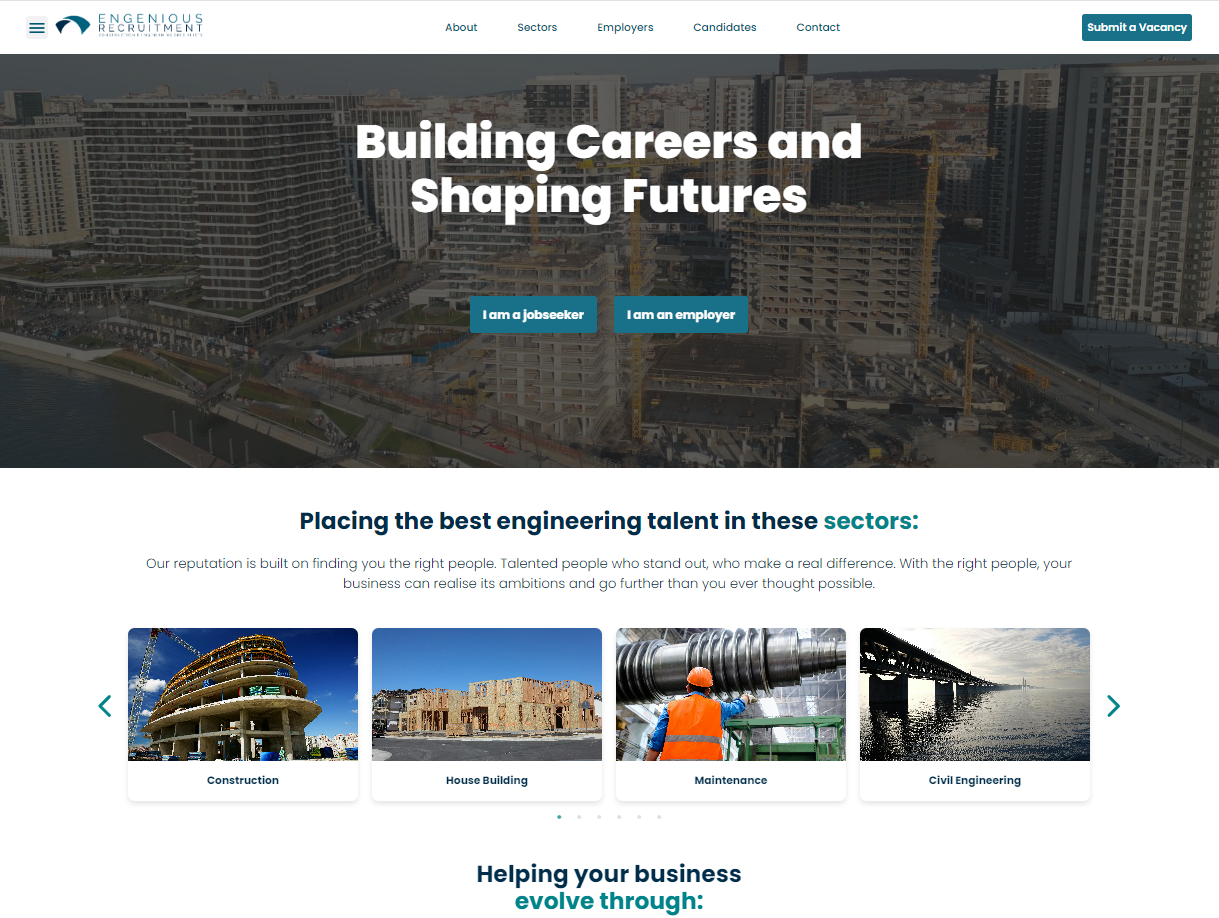 ENGENIOUS
RECRUITMENT
About
Sectors
Employers
Candidates
Contact
Submit a Vacancy
Building Careers and
Shaping Futures
I am a jobseeker
I am an employer
Placing the best engineering talent in these sectors:
Our reputation is built on finding you the right people. Talented people who stand out, who make a real difference. With the right people, your
business can realise its ambitions and go further than you ever thought possible.
Construction
House Building
Maintenance
Civil Engineering
Helping your business
evolve through: